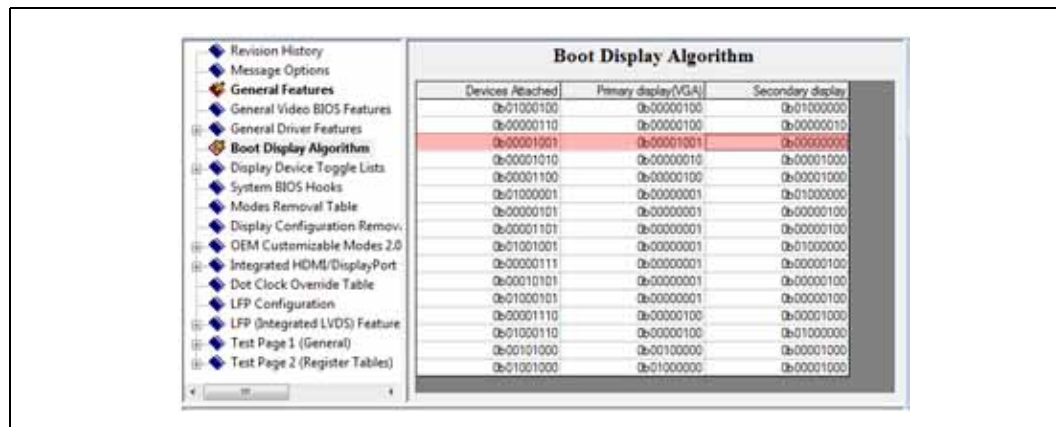 Revision History
Message Options
General Features
General Video BIOS Features
General Driver Features
Boot Display Algorithm
Display Device Toggle Lists
System BIOS Hooks
Modes Removal Table
Display Configuration Remov
OEM Customizable Modes 2.0
Integrated HDMI/DisplayPort
Dot Clock Override Table
LFP Configuration
LFP (Integrated LVDS) Feature
Test Page 1 (General)
Test Page 2 (Register Tables)
Boot Display Algorithm
Devices Attached Primary display(VGA) Secondary display
0b01000100 0b00000100 0b01000000
0b00000110 0b00000100 0b00000010
0b00001001 0b00001001 0b00000000
0b00001010 0b00000010 0b00001000
0b00001100 0b00000100 0b00001000
0b01000001 0b00000001 0b01000000
0b00000101 0b00000001 0b00000100
0b00001101 0b00000001 0b00000100
0b01001001 0b00000001 0b01000000
0b00000111 0b00000001 0b00000100
0b00010101 0b00000001 0b00000100
0b01000101 0b00000001 0b00000100
0b00001110 0b00000100 0b00001000
0b01000110 0b00000100 0b01000000
0b00101000 0b00100000 0b00001000
0b01001000 0b01000000 0b00001000